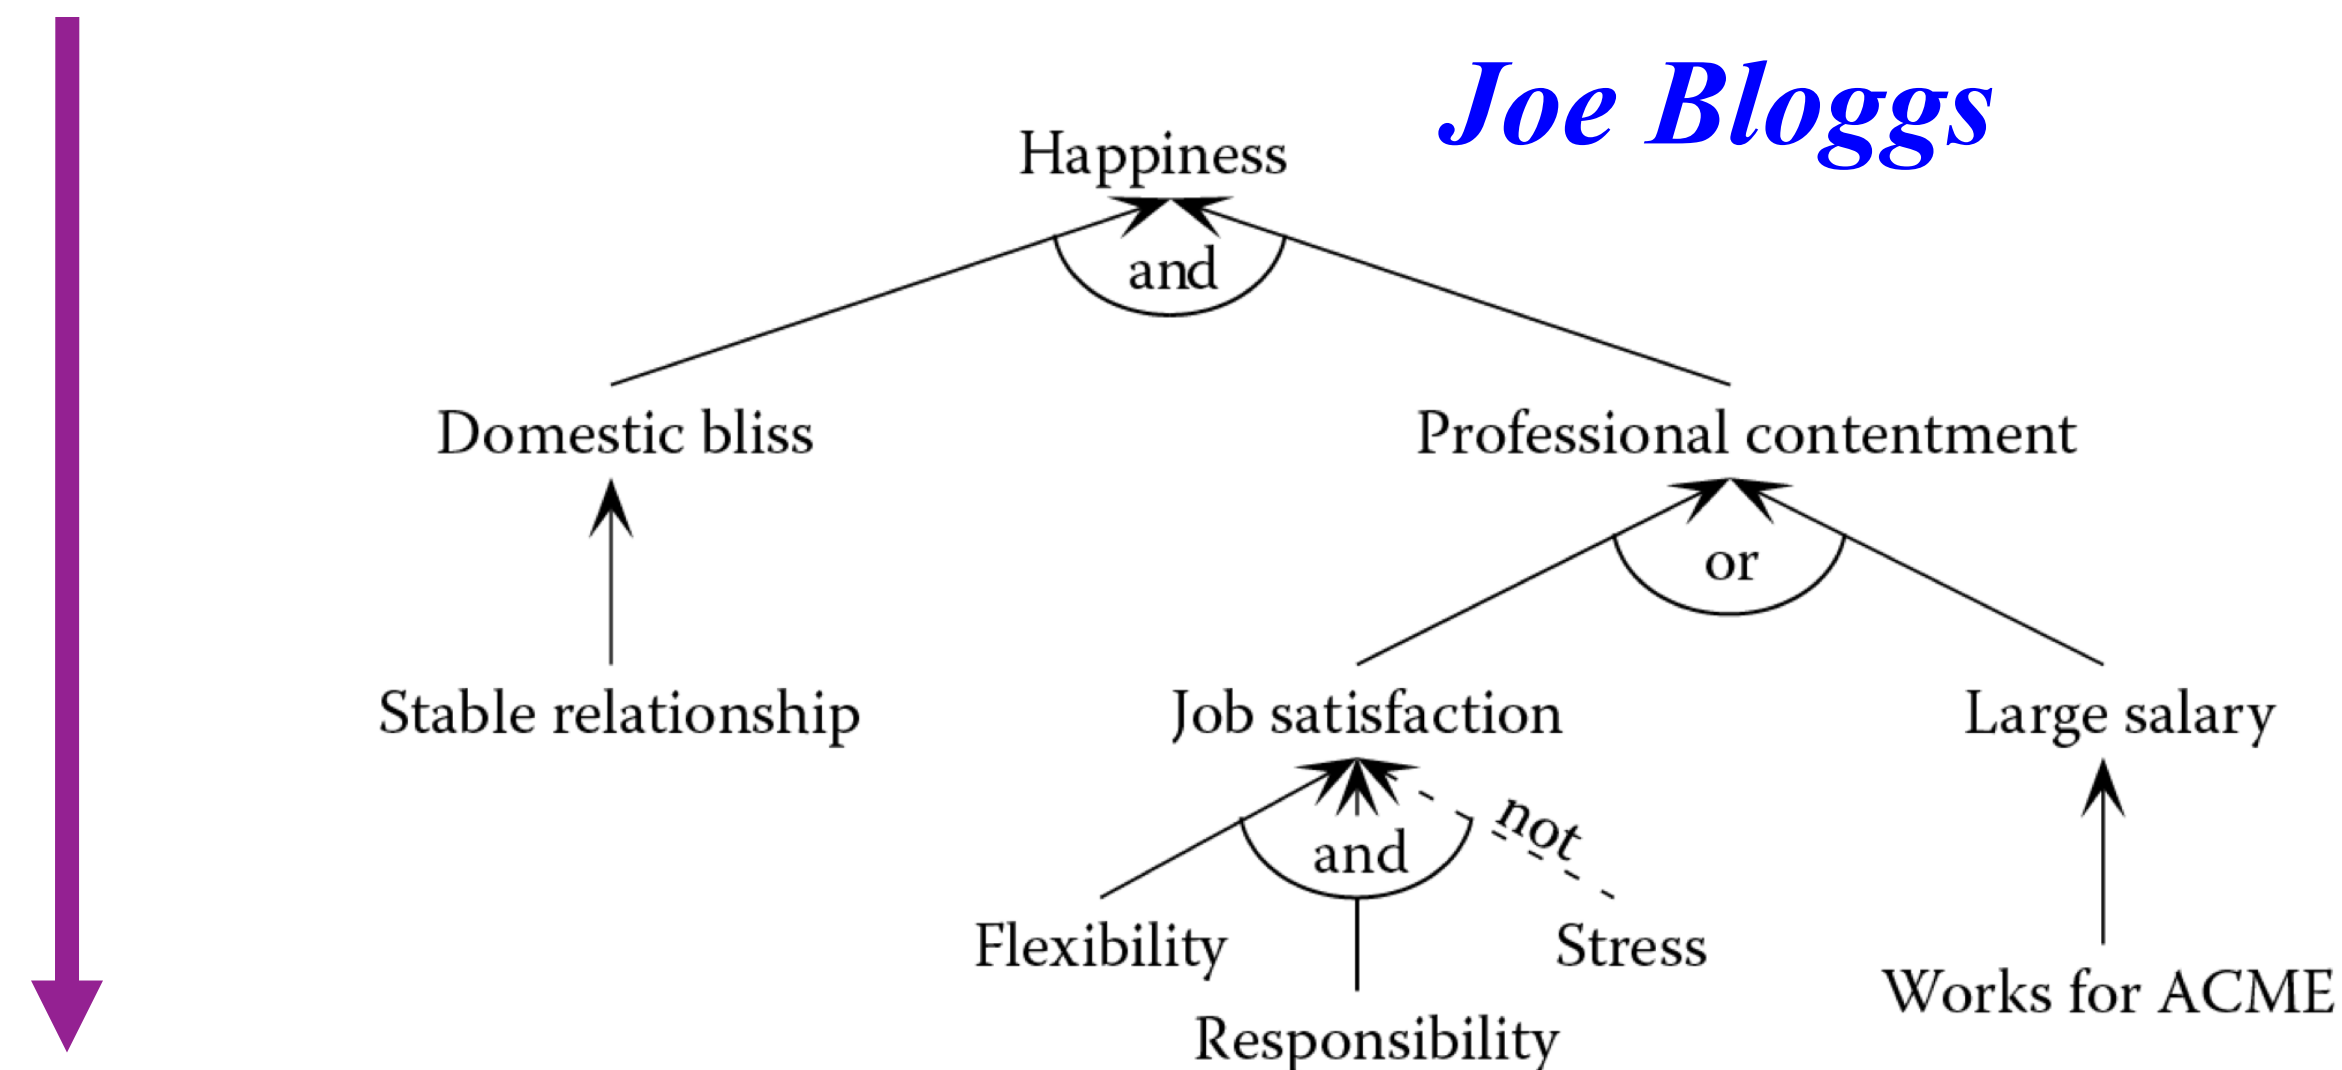 Joe Bloggs
Happiness
and
Domestic bliss
Professional contentment
or
Stable relationship
Job satisfaction
Large salary
not
and
Flexibility
Stress
Works for ACME
Responsibility